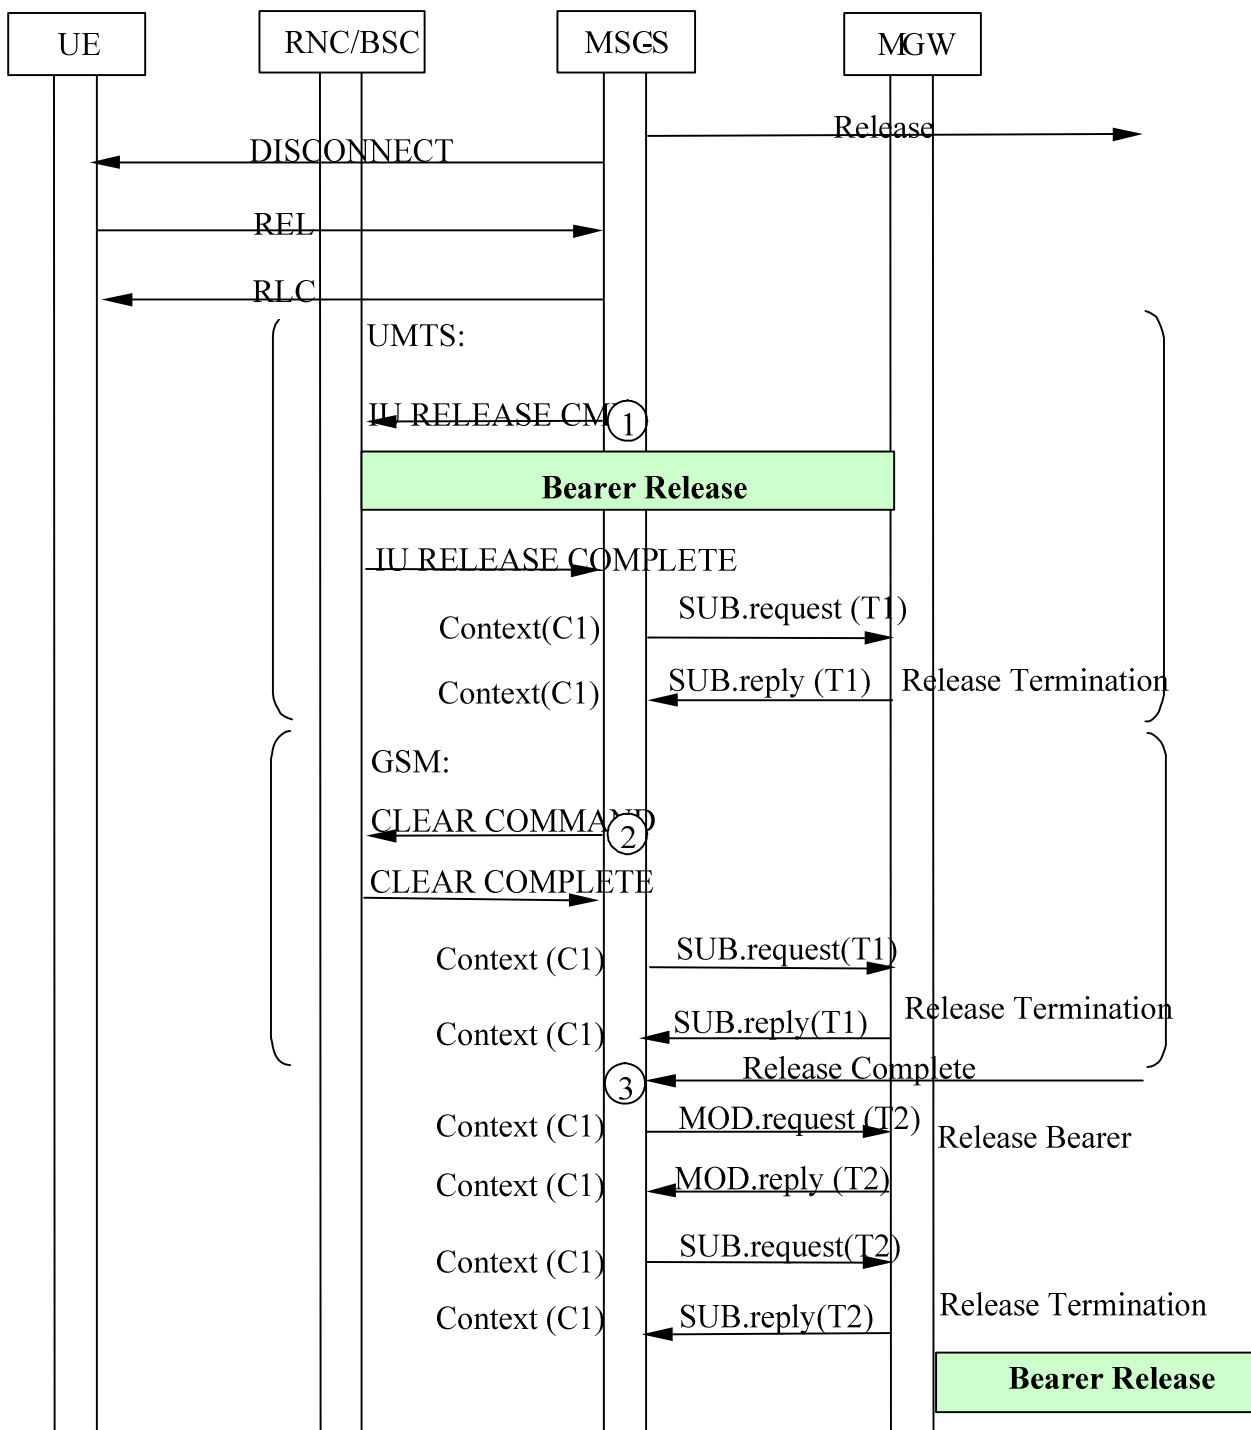 UE
RNC/BSC
MSC-S
MGW
Release
DISCONNECT
REL
RLC
UMTS:
IU RELEASE CM
1
Bearer Release
IU RELEASE COMPLETE
SUB.request (T1)
Context(C1)
SUB.reply (T1)
Release Termination
Context(C1)
GSM:
CLEAR COMMAND
2
CLEAR COMPLETE
SUB.request(T1)
Context (C1)
Release Termination
SUB.reply(T1)
Context (C1)
Release Complete
3
MOD.request (T2)
Context (C1)
Release Bearer
MOD.reply (T2)
Context (C1)
SUB.request(T2)
Context (C1)
Release Termination
SUB.reply(T2)
Context (C1)
Bearer Release